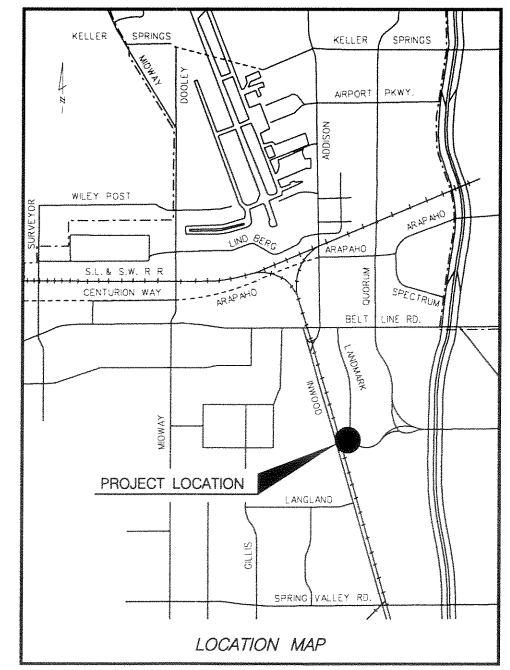 KELLER SPRINGS
KELLER SPRINGS
MIDWAY
DOOLEY
N
AIRPORT PKWY.
ADDISON
WILEY POST
SURVEYOR
LIND BERG
ARAPAHO
ARAPAHO
S.L. & S.W. R R
CENTURION WAY
ARAPAHO
QUORUM
SPECTRUM
BELT LINE RD.
LANDMARK
INWOOD
MIDWAY
PROJECT LOCATION
LANGLAND
GILLIS
SPRING VALLEY RD.
LOCATION MAP